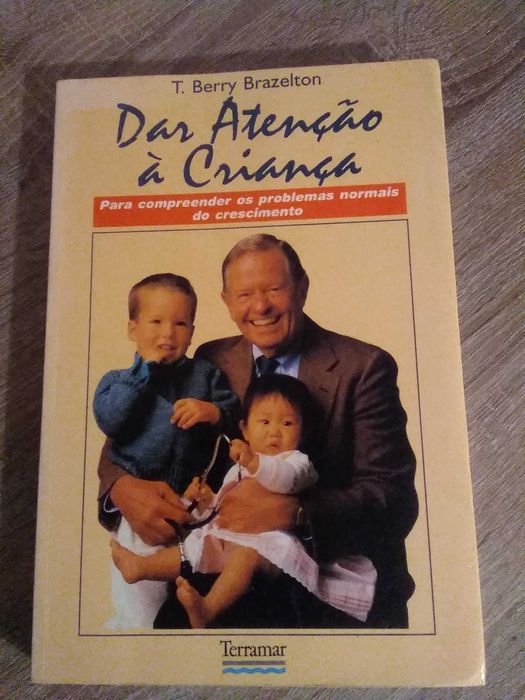 T. Berry Brazelton
Dar Atenção
à Criança
Para compreender os problemas normais
do crescimento
Terramar